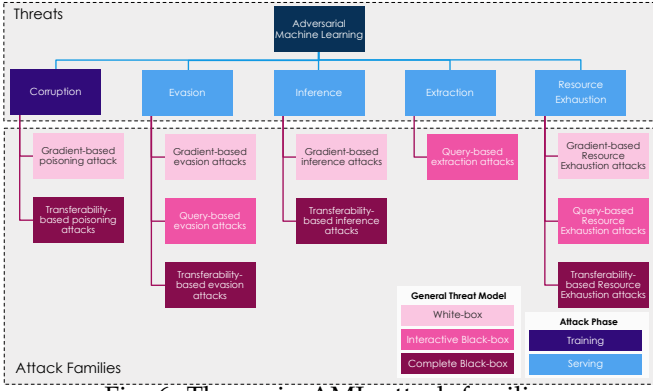 Threats
Adversarial
Machine Learning
Corruption
Evasion
Inference
Extraction
Resource
Exhaustion
Gradient-based
poisoning attack
Gradient-based
evasion attacks
Gradient-based
inference attacks
Query-based
extraction attacks
Gradient-based
Resource
Exhaustion attacks
Transferability-
based poisoning
attacks
Query-based
evasion attacks
Transferability-
based inference
attacks
Query-based
Resource
Exhaustion attacks
Transferability-
based evasion
attacks
Transferability-
based Resource
Exhaustion attacks
General Threat Model
White-box
Interactive Black-box
Complete Black-box
Attack Phase
Training
Serving
Attack Families